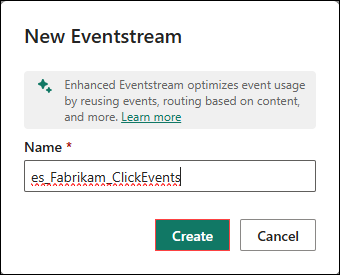 New Eventstream
Enhanced Eventstream optimizes event usage
by reusing events, routing based on content,
and more. Learn more
Name *
es_Fabrikam_ClickEvents
Create Cancel